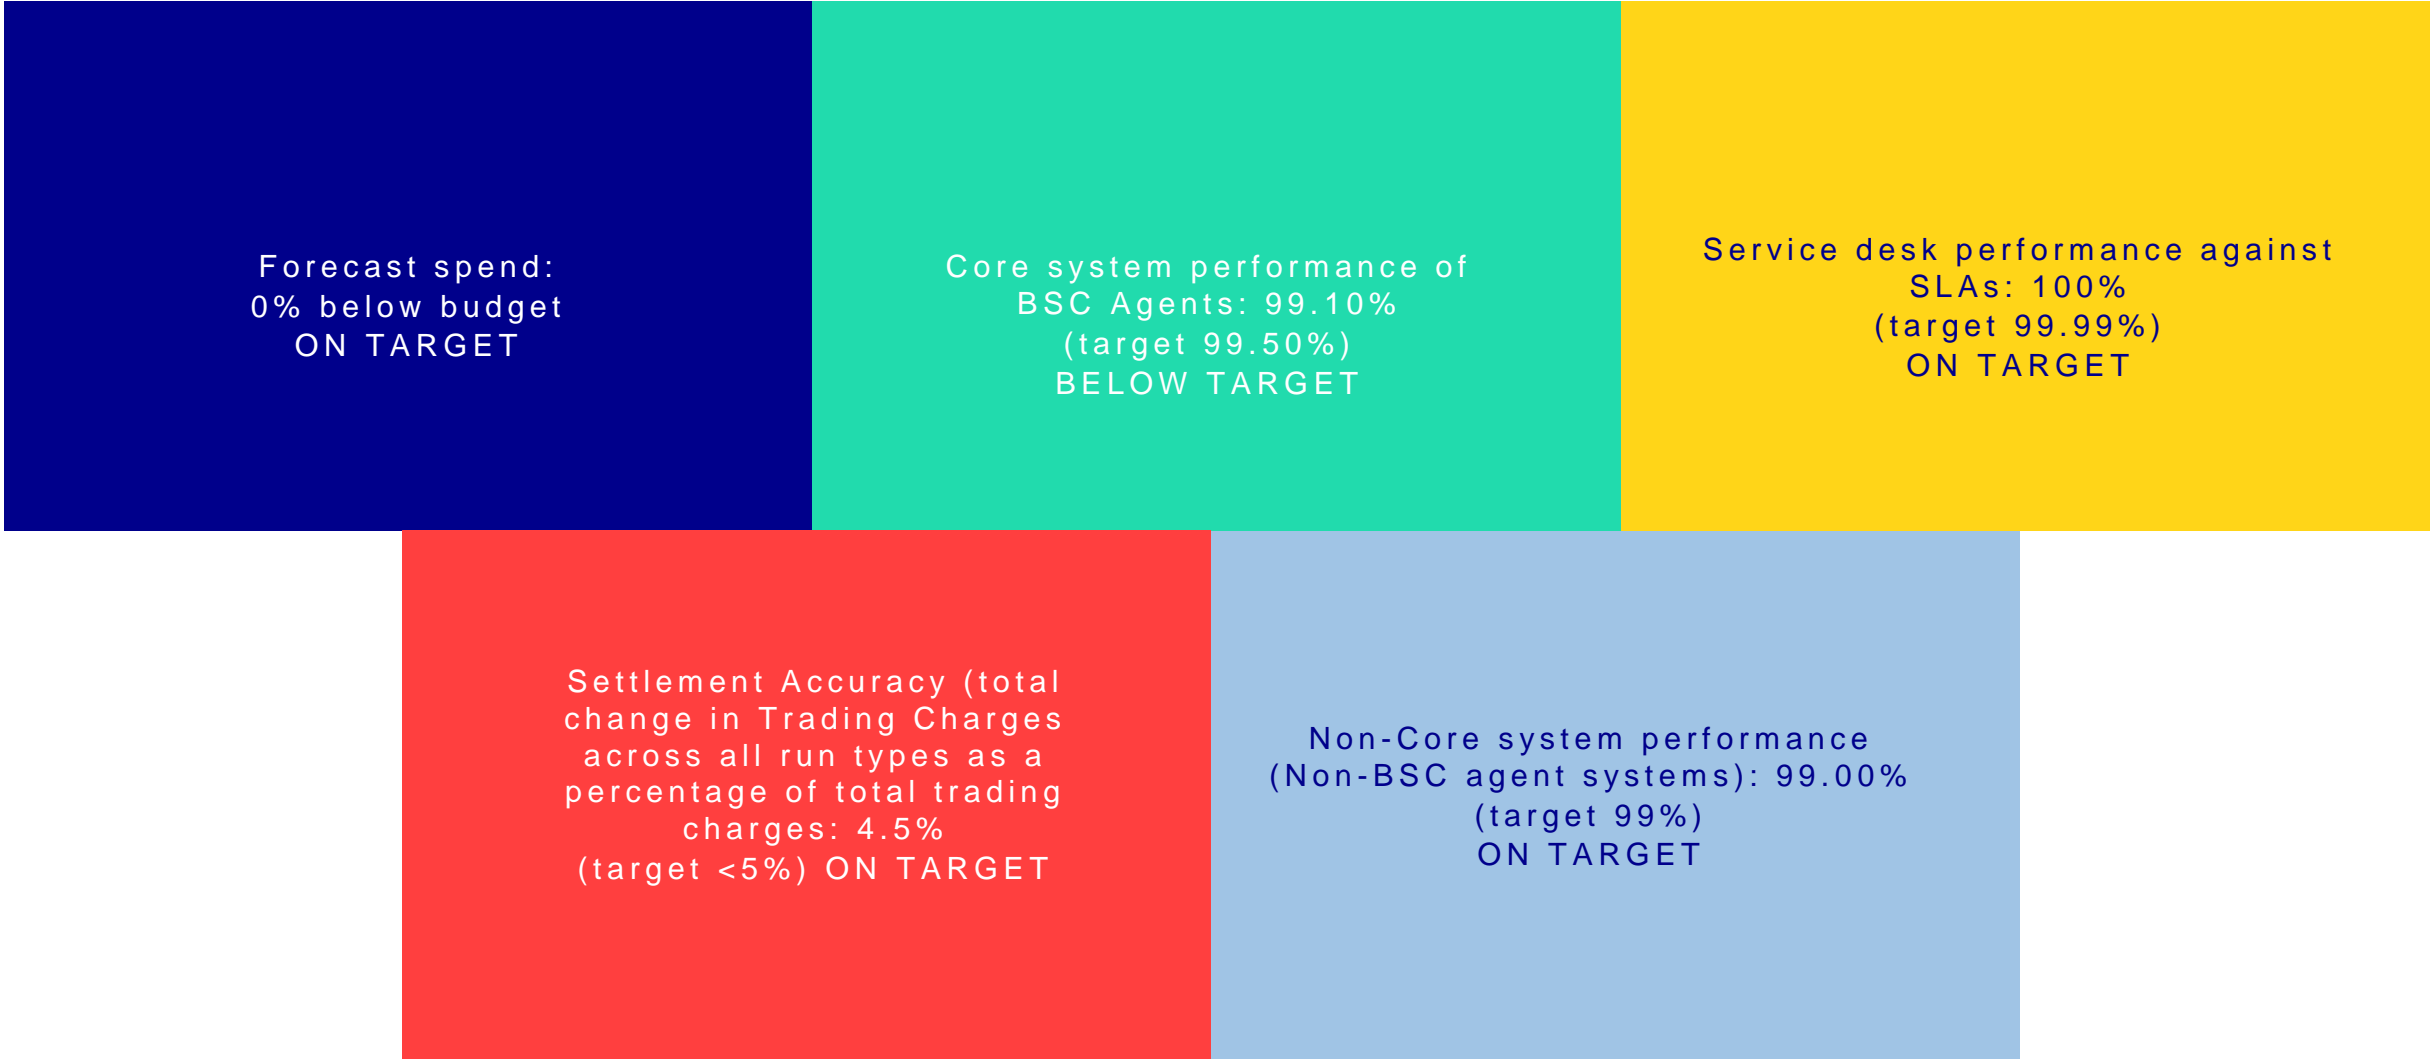 Forecast spend:
0% below budget
ON TARGET
Core system performance of
BSC Agents: 99.10%
(target 99.50%)
BELOW TARGET
Service desk performance against
SLAs: 100%
(target 99.99%)
ON TARGET
Settlement Accuracy (total
change in Trading Charges
across all run types as a
percentage of total trading
charges: 4.5%
(target <5%) ON TARGET
Non-Core system performance
(Non-BSC agent systems): 99.00%
(target 99%)
ON TARGET